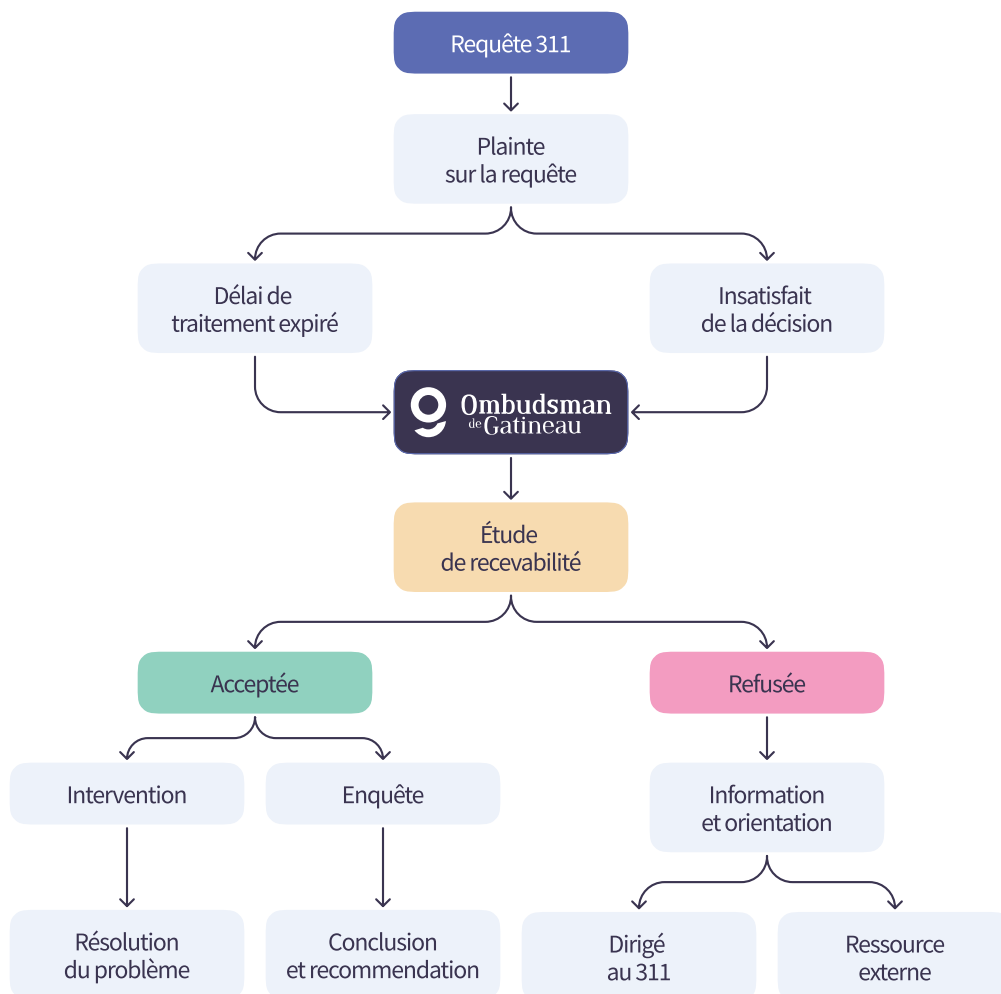 Requête 311
Plainte
sur la requête
Délai de
traitement expiré
Insatisfait
de la décision
Ombudsman
de Gatineau
Étude
de recevabilité
Acceptée
Refusée
Intervention
Enquête
Information
et orientation
Résolution
du problème
Conclusion
et recommendation
Dirigé
au 311
Ressource
externe